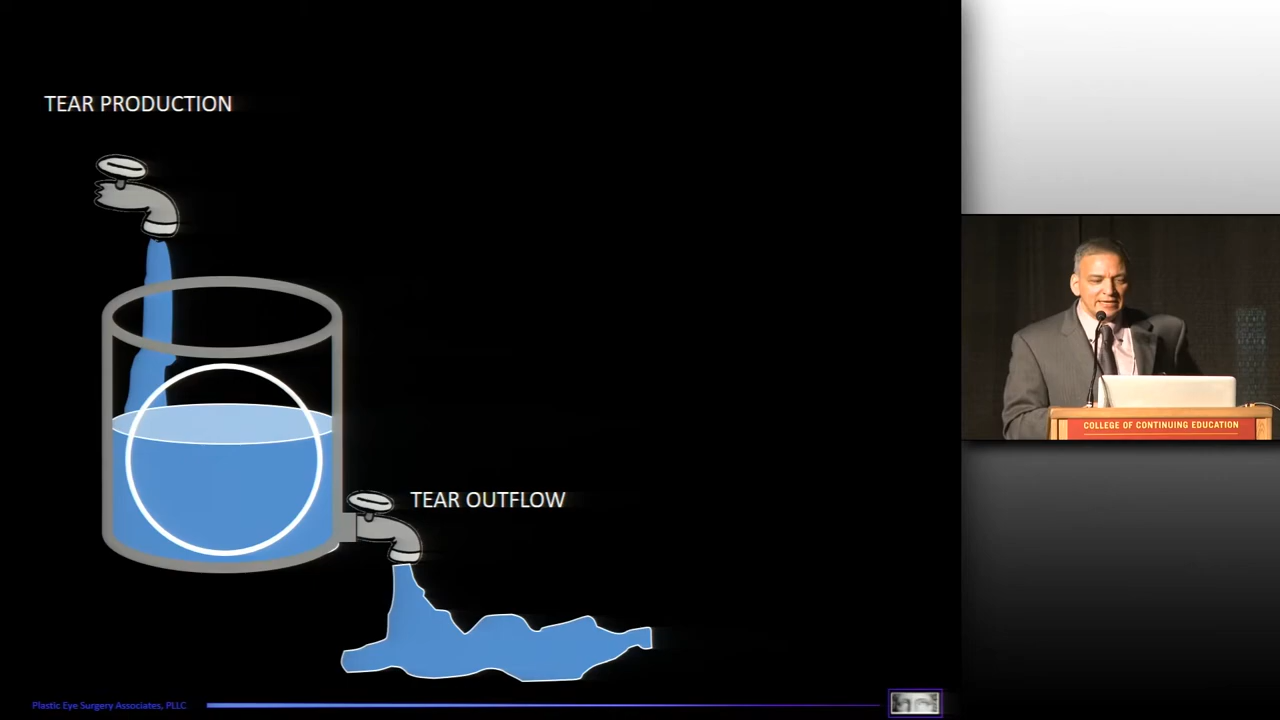 TEAR PRODUCTION
TEAR OUTFLOW
COLLEGE OF CONTINUING EDUCATION
Plastic Eye Surgery Associates, PLLC